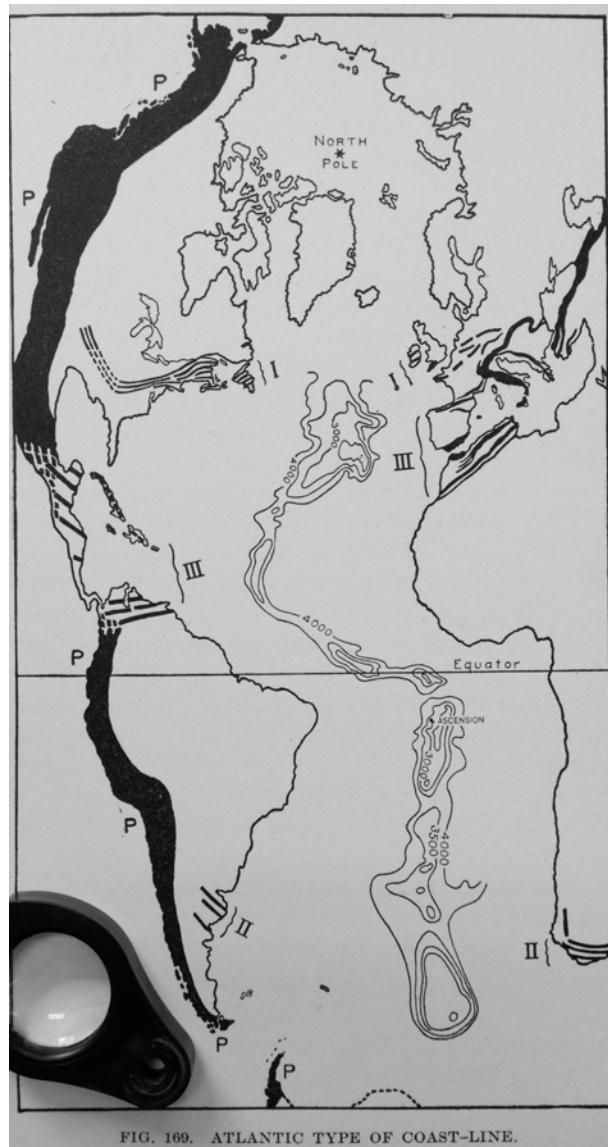 P
P
NORTH
POLE
I
I
3000
4000
III
III
4000
P
Equator
ASCENSION
3000
P
3500
4000
II
II
P
P
FIG. 169. ATLANTIC TYPE OF COAST-LINE.